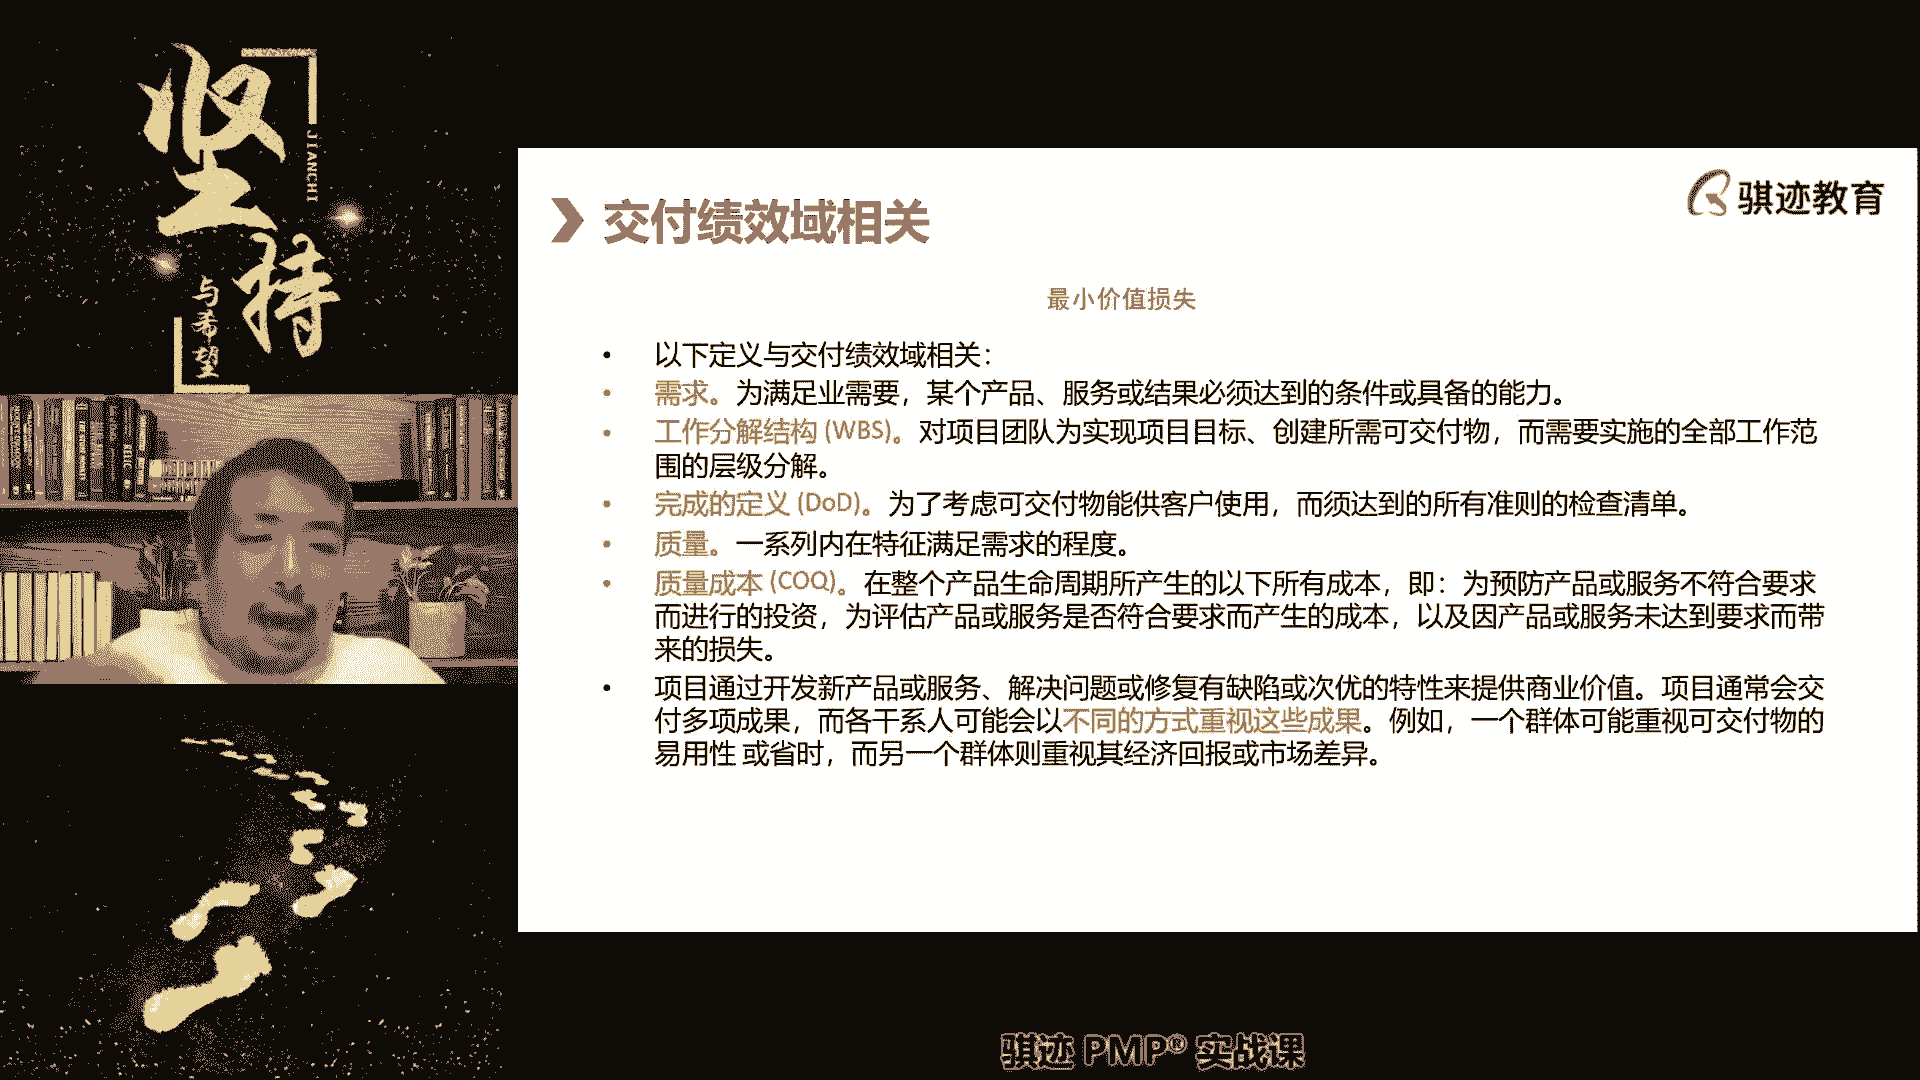 坚持
JIANCHI
与希望
骐迹教育
交付绩效域相关
最小价值损失
• 以下定义与交付绩效域相关：
• 需求。为满足业需要，某个产品、服务或结果必须达到的条件或具备的能力。
• 工作分解结构 (WBS)。对项目团队为实现项目目标、创建所需可交付物，而需要实施的全部工作范
围的层级分解。
• 完成的定义 (DoD)。为了考虑可交付物能供客户使用，而须达到的所有准则的检查清单。
• 质量。一系列内在特征满足需求的程度。
• 质量成本 (COQ)。在整个产品生命周期所产生的以下所有成本，即：为预防产品或服务不符合要求
而进行的投资，为评估产品或服务是否符合要求而产生的成本，以及因产品或服务未达到要求而带
来的损失。
• 项目通过开发新产品或服务、解决问题或修复有缺陷或次优的特性来提供商业价值。项目通常会交
付多项成果，而各干系人可能会以不同的方式重视这些成果。例如，一个群体可能重视可交付物的
易用性 或省时，而另一个群体则重视其经济回报或市场差异。
骐迹 PMP® 实战课